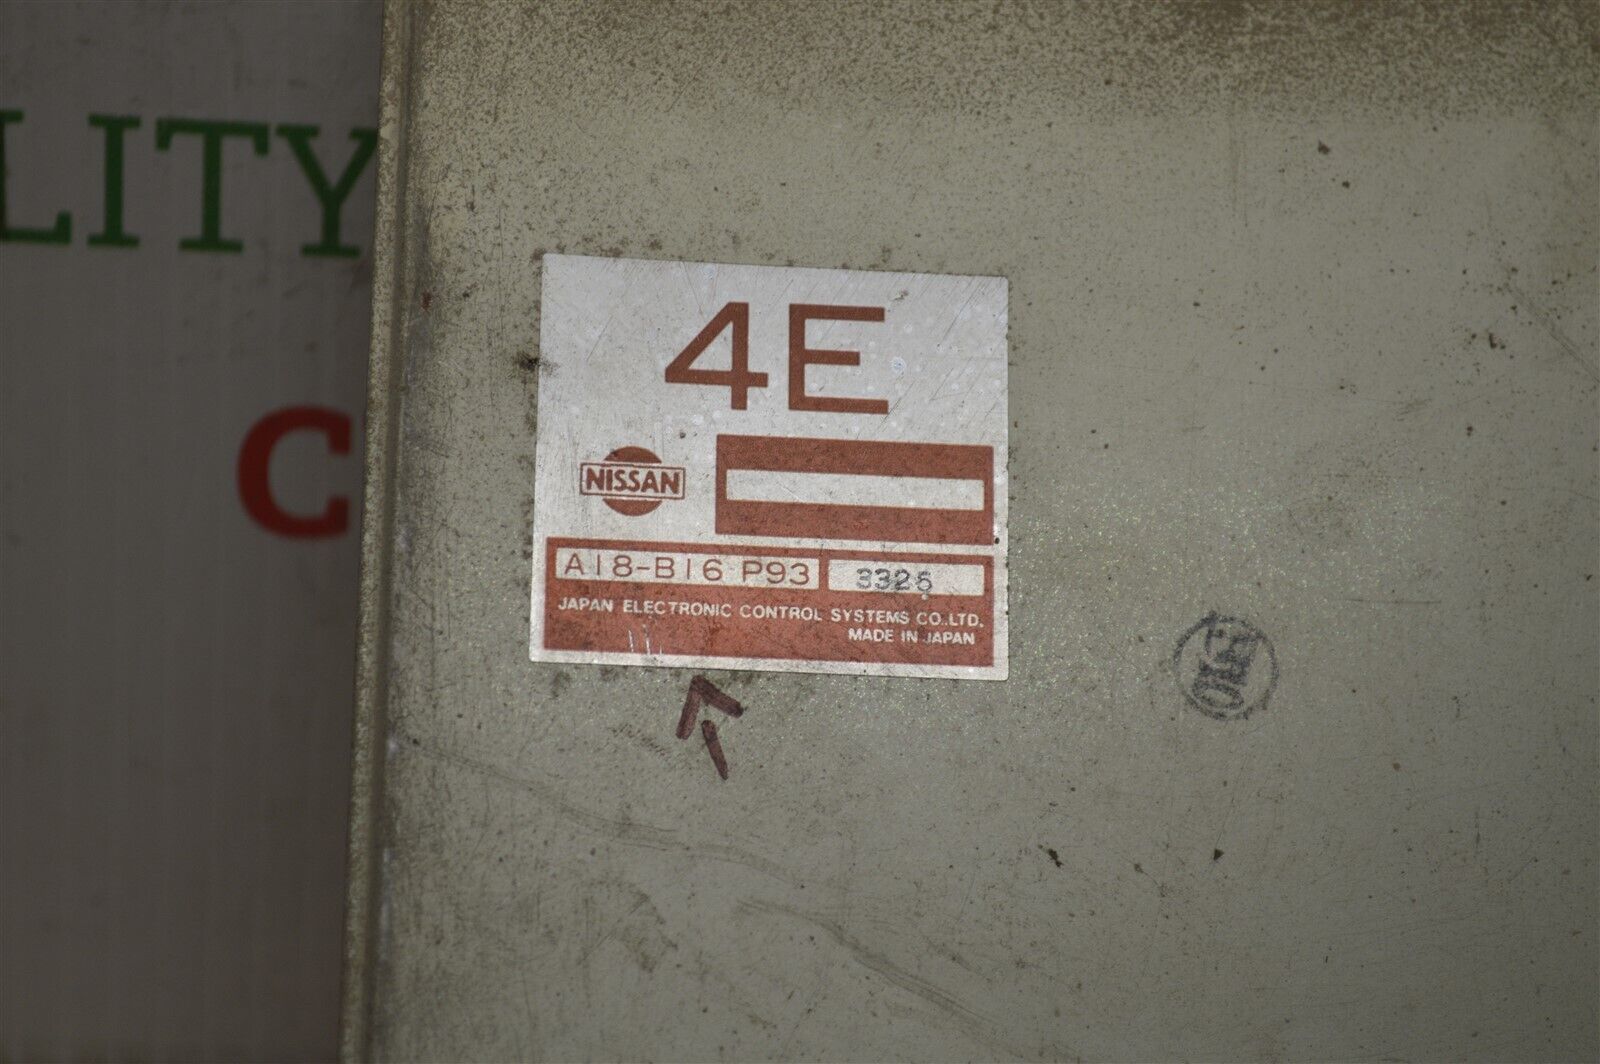 LITY
C
4E
NISSAN
A18-B16 P93 3326
JAPAN ELECTRONIC CONTROL SYSTEMS CO.,LTD.
MADE IN JAPAN